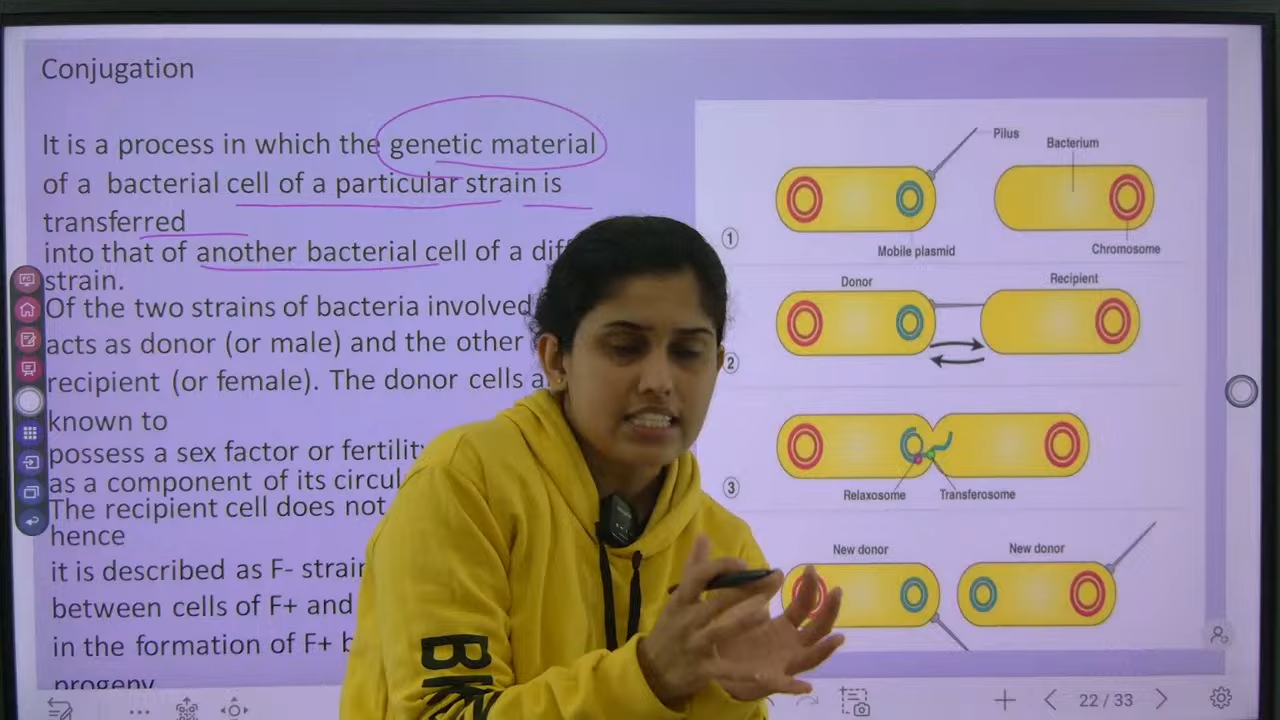 Conjugation
It is a process in which the genetic material
of a bacterial cell of a particular strain is
transferred
into that of another bacterial cell of a
strain.
Of the two strains of bacteria involved
acts as donor (or male) and the other
recipient (or female). The donor cells
known to
possess a sex factor or fertility
as a component of its
The recipient cell does not
hence
it is described as F- strain
between cells of F+ and
in the formation of F+
progeny
Pilus
Bacterium
①
Mobile plasmid
Chromosome
Donor
Recipient
②
③
Relaxosome
Transferosome
New donor
New donor
22 / 33